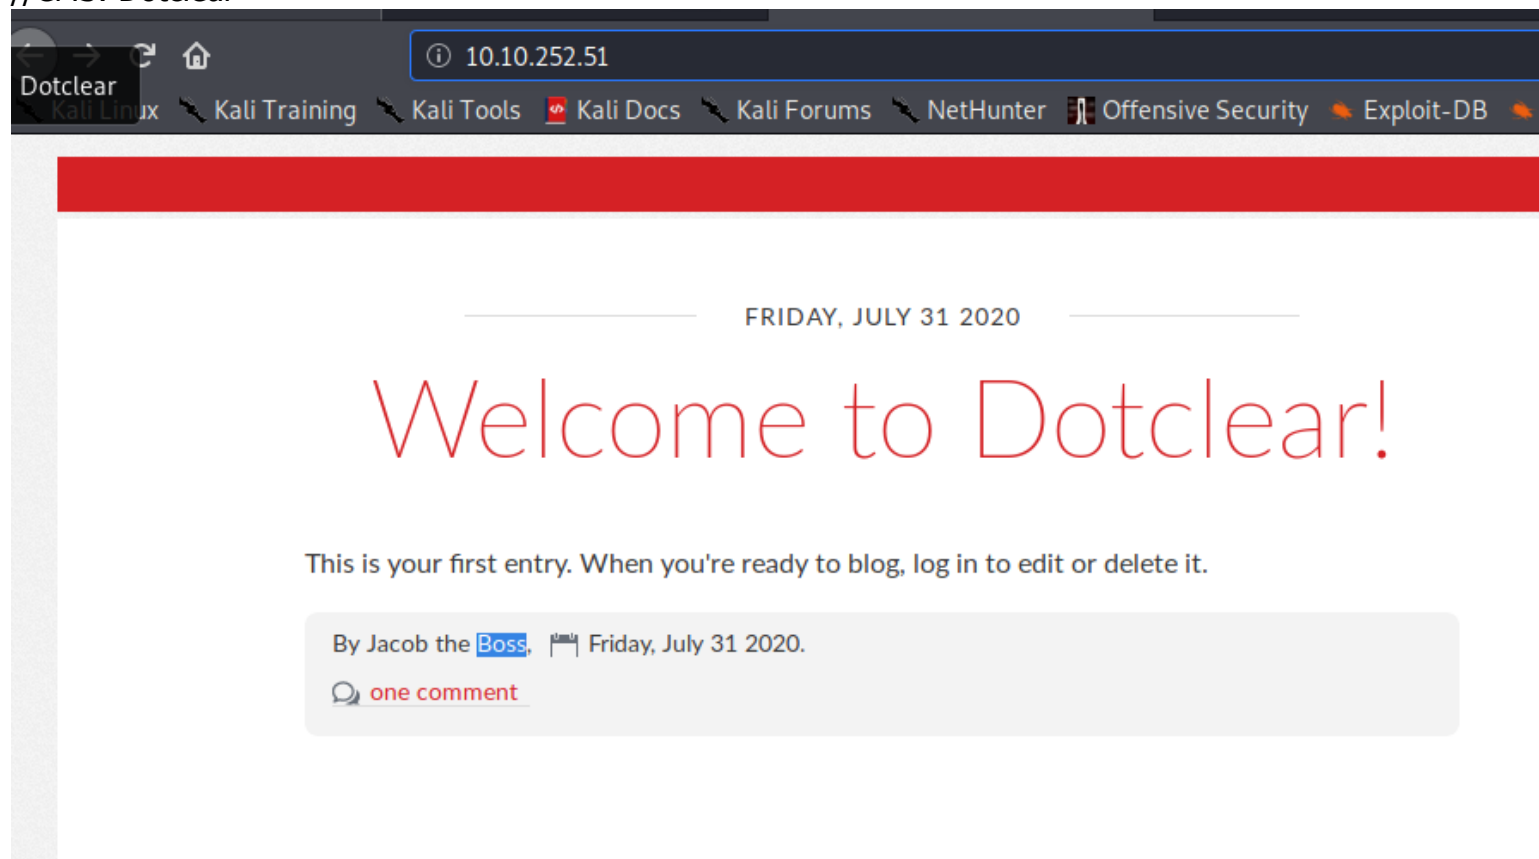 10.10.252.51
Dotclear
Kali Linux Kali Training Kali Tools Kali Docs Kali Forums NetHunter Offensive Security Exploit-DB
FRIDAY, JULY 31 2020
Welcome to Dotclear!
This is your first entry. When you're ready to blog, log in to edit or delete it.
By Jacob the Boss, Friday, July 31 2020.
one comment